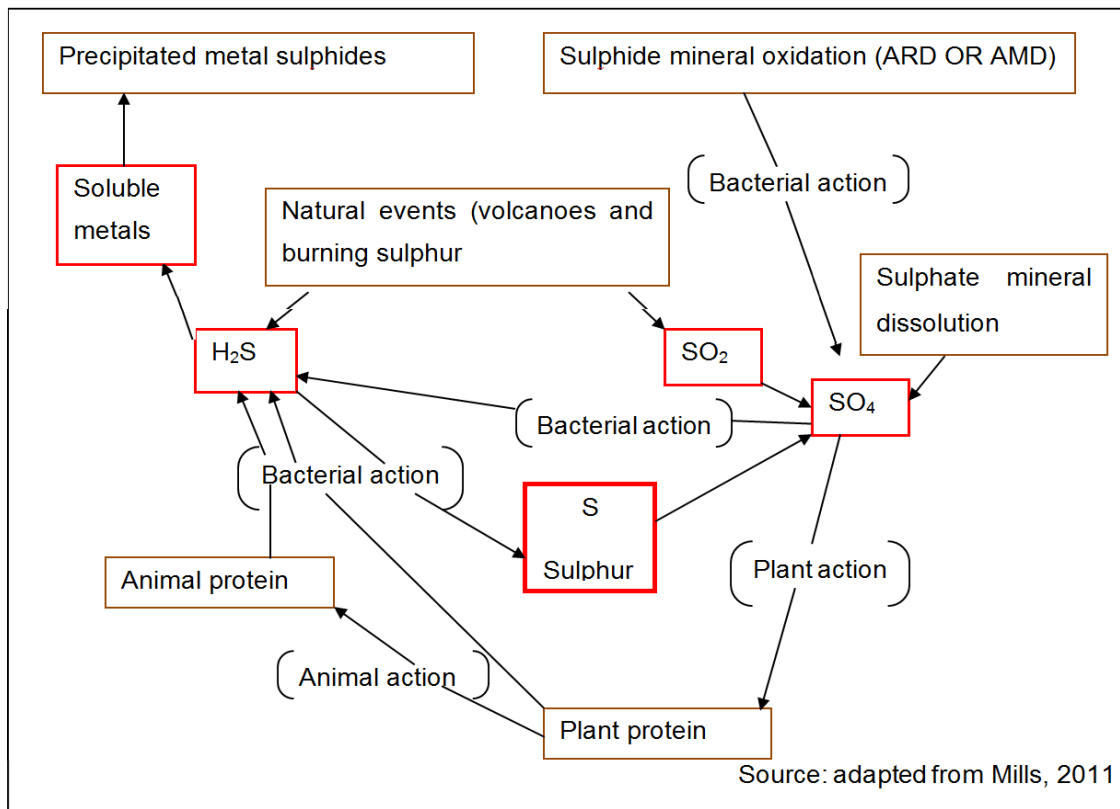 Precipitated metal sulphides
Sulphide mineral oxidation (ARD OR AMD)
Soluble
metals
Bacterial action
Natural events (volcanoes and
burning sulphur
Sulphate mineral
dissolution
H₂S
SO₂
SO₄
Bacterial action
Bacterial action
S
Sulphur
Animal protein
Plant action
Animal action
Plant protein
Source: adapted from Mills, 2011